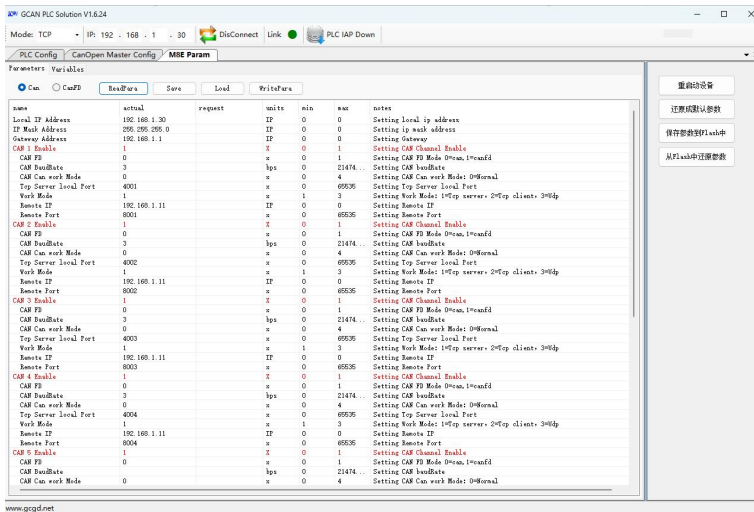 GCAN PLC Solution V1.6.24
Mode: TCP IP: 192 . 168 . 1 . 30 DisConnect Link PLC IAP Down
PLC Config CanOpen Master Config M8E Param
Parameters Variables
Can CanFD ReadPara Save Load WritePara
name actual request units min max notes
Local IP Address 192.168.1.30 IP 0 0 Setting local ip address
IP Mask Address 255.255.255.0 IP 0 0 Setting ip mask address
Gateway Address 192.168.1.1 IP 0 0 Setting Gateway
CAN 1 Enable 1 X 0 1 Setting CAN Channel Enable
CAN FD 0 x 0 1 Setting CAN FD Mode 0=can,1=canfd
CAN BaudRate 3 bps 0 21474... Setting CAN baudRate
CAN Can work Mode 0 x 0 4 Setting CAN Can work Mode: 0=Normal
Tcp Server local Port 4001 x 0 65535 Setting Tcp Server local Port
Work Mode 1 x 1 3 Setting Work Mode: 1=Tcp server, 2=Tcp client, 3=Udp
Remote IP 192.168.1.11 IP 0 0 Setting Remote IP
Remote Port 8001 x 0 65535 Setting Remote Port
CAN 2 Enable 1 X 0 1 Setting CAN Channel Enable
CAN FD 0 x 0 1 Setting CAN FD Mode 0=can,1=canfd
CAN BaudRate 3 bps 0 21474... Setting CAN baudRate
CAN Can work Mode 0 x 0 4 Setting CAN Can work Mode: 0=Normal
Tcp Server local Port 4002 x 0 65535 Setting Tcp Server local Port
Work Mode 1 x 1 3 Setting Work Mode: 1=Tcp server, 2=Tcp client, 3=Udp
Remote IP 192.168.1.11 IP 0 0 Setting Remote IP
Remote Port 8002 x 0 65535 Setting Remote Port
CAN 3 Enable 1 X 0 1 Setting CAN Channel Enable
CAN FD 0 x 0 1 Setting CAN FD Mode 0=can,1=canfd
CAN BaudRate 3 bps 0 21474... Setting CAN baudRate
CAN Can work Mode 0 x 0 4 Setting CAN Can work Mode: 0=Normal
Tcp Server local Port 4003 x 0 65535 Setting Tcp Server local Port
Work Mode 1 x 1 3 Setting Work Mode: 1=Tcp server, 2=Tcp client, 3=Udp
Remote IP 192.168.1.11 IP 0 0 Setting Remote IP
Remote Port 8003 x 0 65535 Setting Remote Port
CAN 4 Enable 1 X 0 1 Setting CAN Channel Enable
CAN FD 0 x 0 1 Setting CAN FD Mode 0=can,1=canfd
CAN BaudRate 3 bps 0 21474... Setting CAN baudRate
CAN Can work Mode 0 x 0 4 Setting CAN Can work Mode: 0=Normal
Tcp Server local Port 4004 x 0 65535 Setting Tcp Server local Port
Work Mode 1 x 1 3 Setting Work Mode: 1=Tcp server, 2=Tcp client, 3=Udp
Remote IP 192.168.1.11 IP 0 0 Setting Remote IP
Remote Port 8004 x 0 65535 Setting Remote Port
CAN 5 Enable 1 X 0 1 Setting CAN Channel Enable
CAN FD 0 x 0 1 Setting CAN FD Mode 0=can,1=canfd
CAN BaudRate bps 0 21474... Setting CAN baudRate
CAN Can work Mode 0 x 0 4 Setting CAN Can work Mode: 0=Normal
重启动设备
还原成默认参数
保存参数到Flash中
从Flash中还原参数
www.gcgd.net